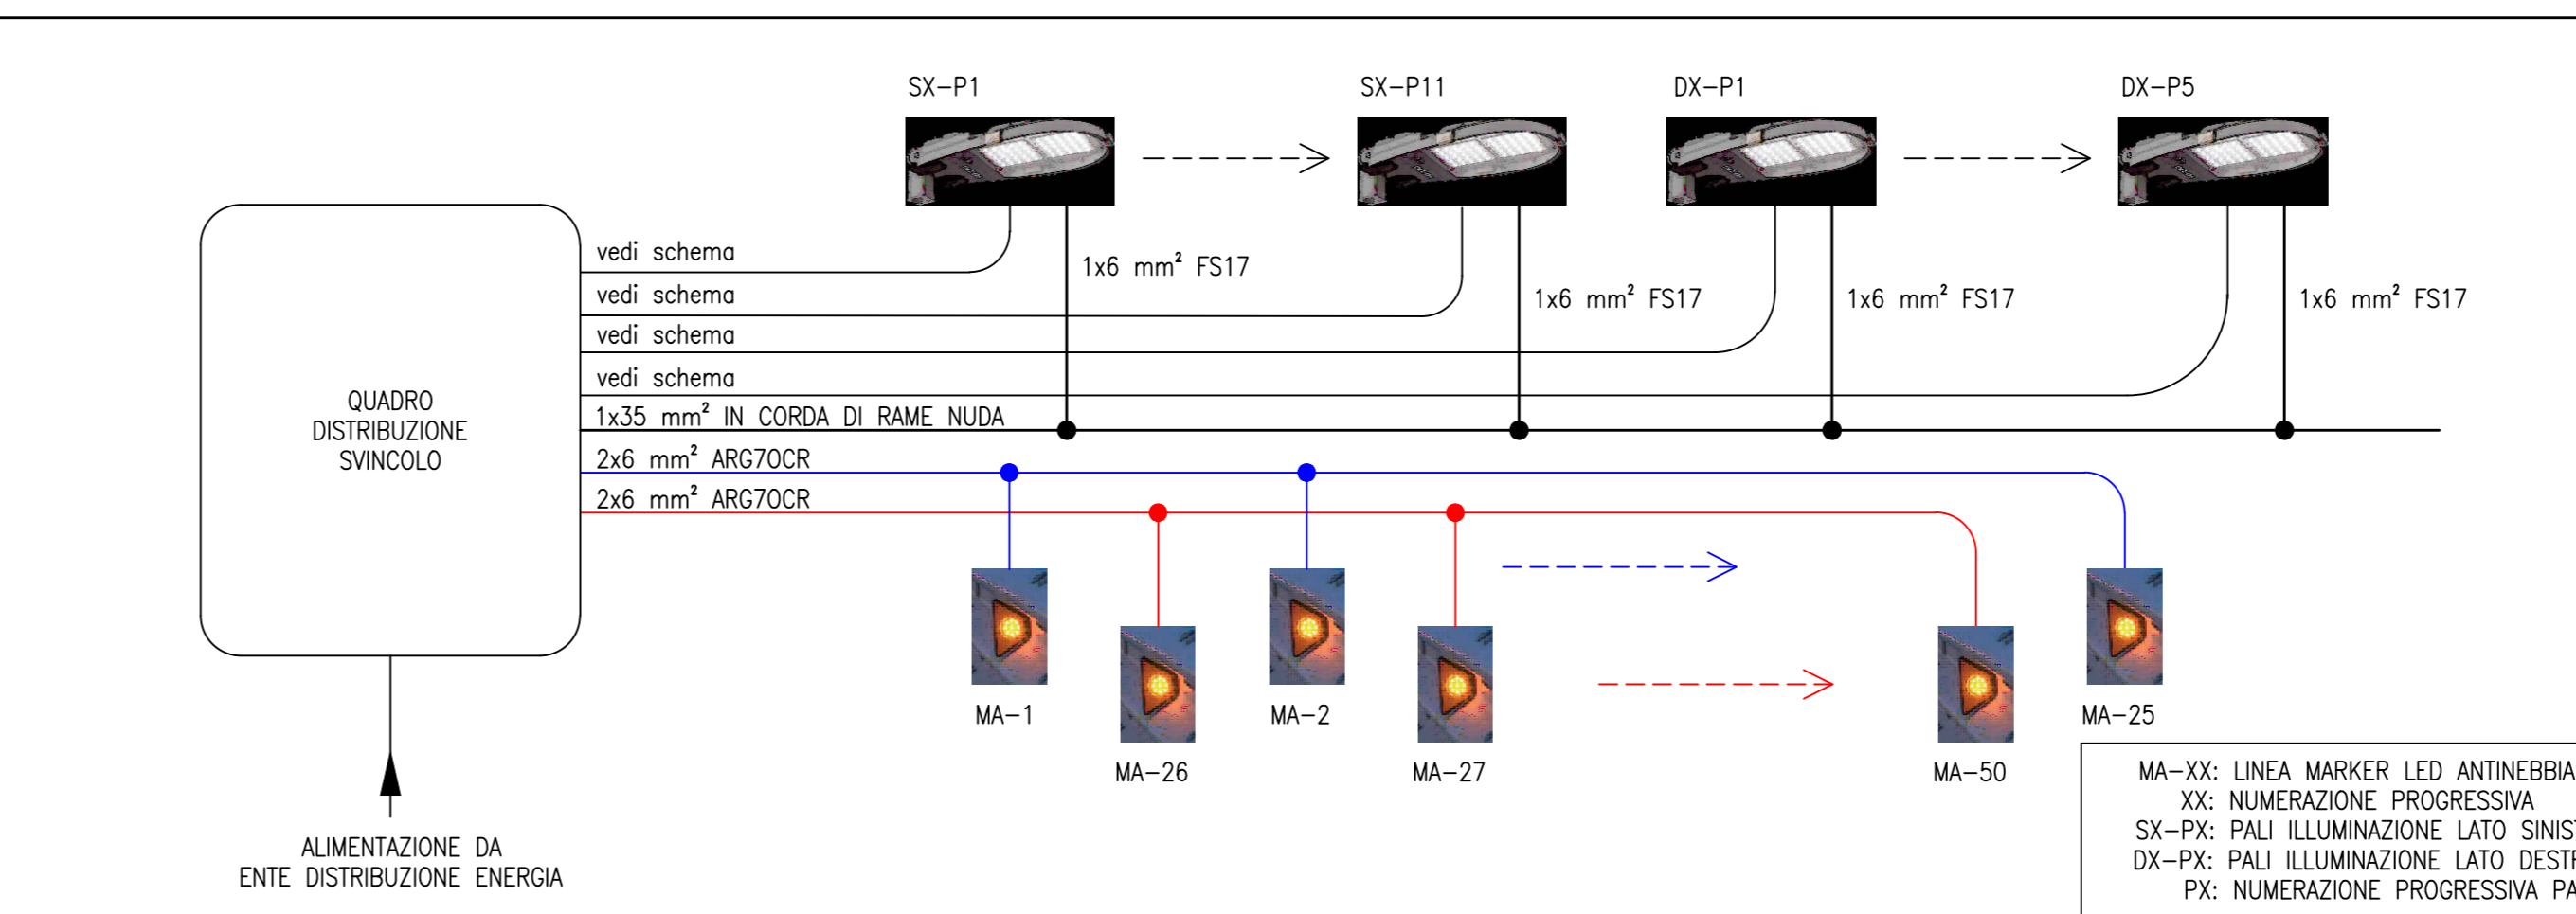 SX-P1
SX-P11
DX-P1
DX-P5
vedi schema
1x6 mm² FS17
vedi schema
1x6 mm² FS17
1x6 mm² FS17
1x6 mm² FS17
vedi schema
vedi schema
1x35 mm² IN CORDA DI RAME NUDA
2x6 mm² ARG7OCR
2x6 mm² ARG7OCR
QUADRO
DISTRIBUZIONE
SVINCOLO
MA-1
MA-2
MA-25
MA-26
MA-27
MA-50
ALIMENTAZIONE DA
ENTE DISTRIBUZIONE ENERGIA
MA-XX: LINEA MARKER LED ANTINEBBIA
XX: NUMERAZIONE PROGRESSIVA
SX-PX: PALI ILLUMINAZIONE LATO
DX-PX: PALI ILLUMINAZIONE LATO
PX: NUMERAZIONE PROGRESSIVA